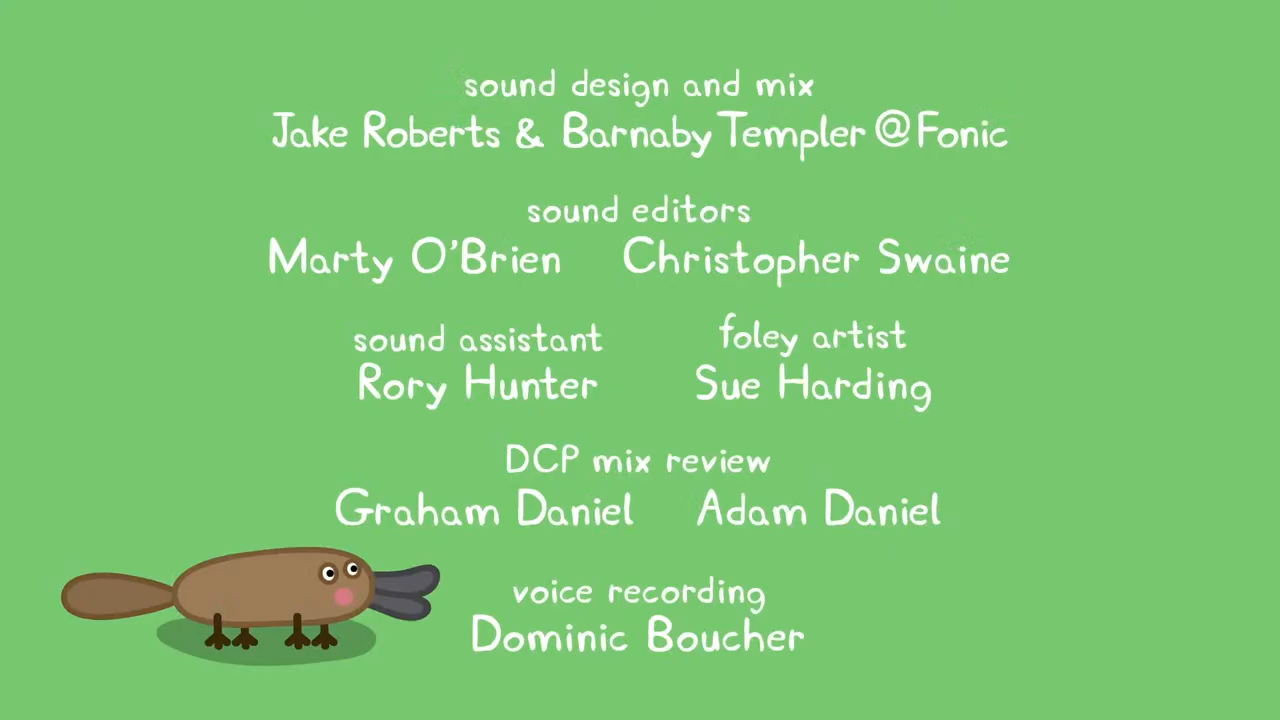 sound design and mix
Jake Roberts & Barnaby Templer @ Fonic
sound editors
Marty O'Brien Christopher Swaine
sound assistant foley artist
Rory Hunter Sue Harding
DCP mix review
Graham Daniel Adam Daniel
voice recording
Dominic Boucher